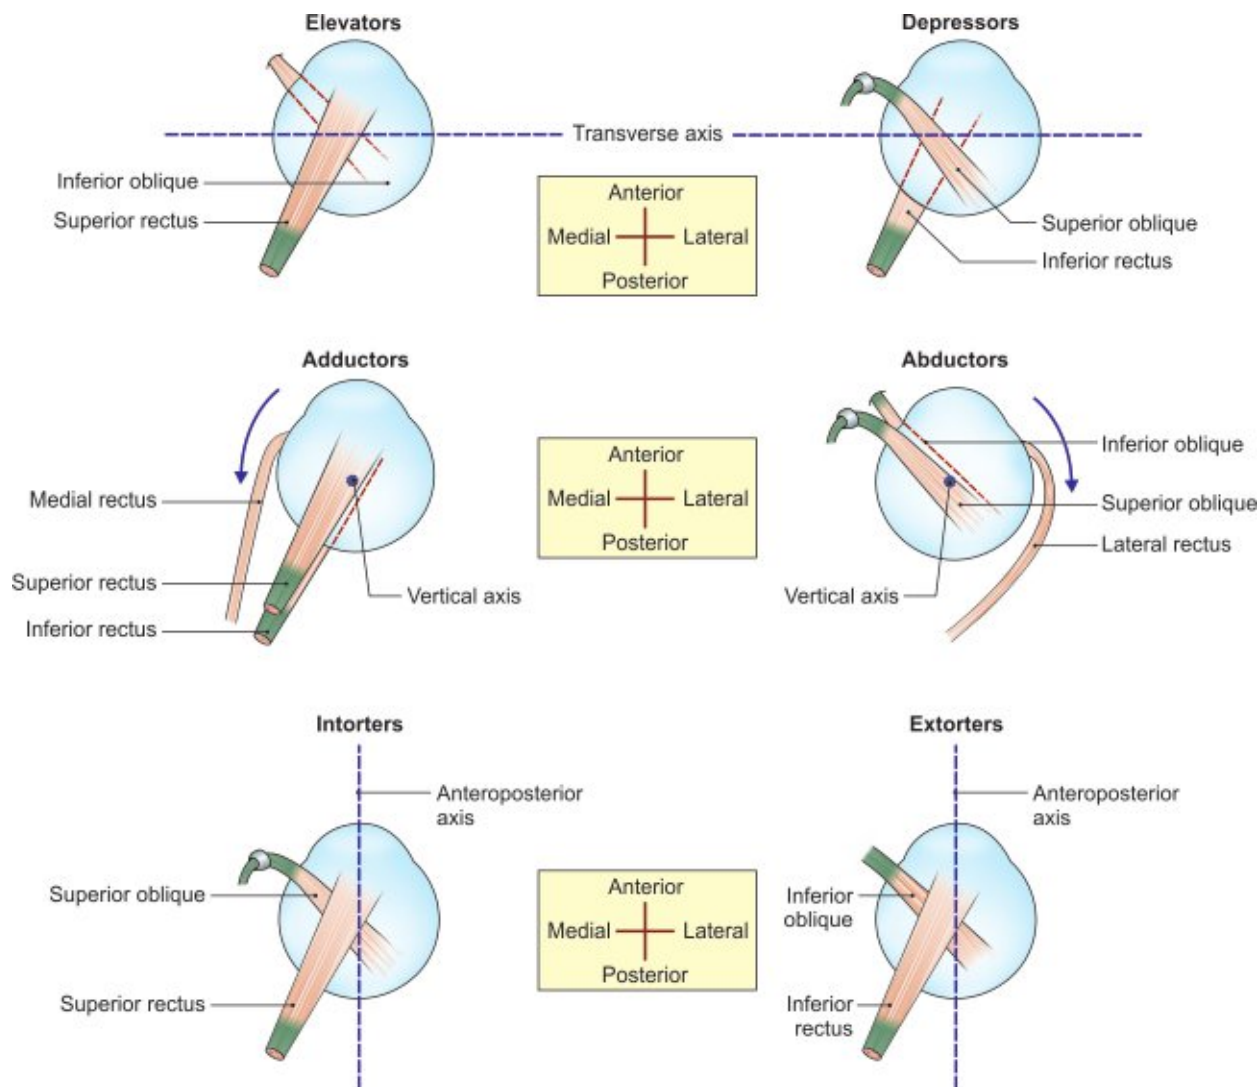 Elevators
Depressors
Transverse axis
Inferior oblique
Superior rectus
Anterior
Medial
Lateral
Posterior
Superior oblique
Inferior rectus
Adductors
Abductors
Medial rectus
Superior rectus
Inferior rectus
Vertical axis
Anterior
Medial
Lateral
Posterior
Inferior oblique
Superior oblique
Lateral rectus
Vertical axis
Intorters
Extorters
Anteroposterior
axis
Anteroposterior
axis
Superior oblique
Superior rectus
Anterior
Medial
Lateral
Posterior
Inferior
oblique
Inferior
rectus